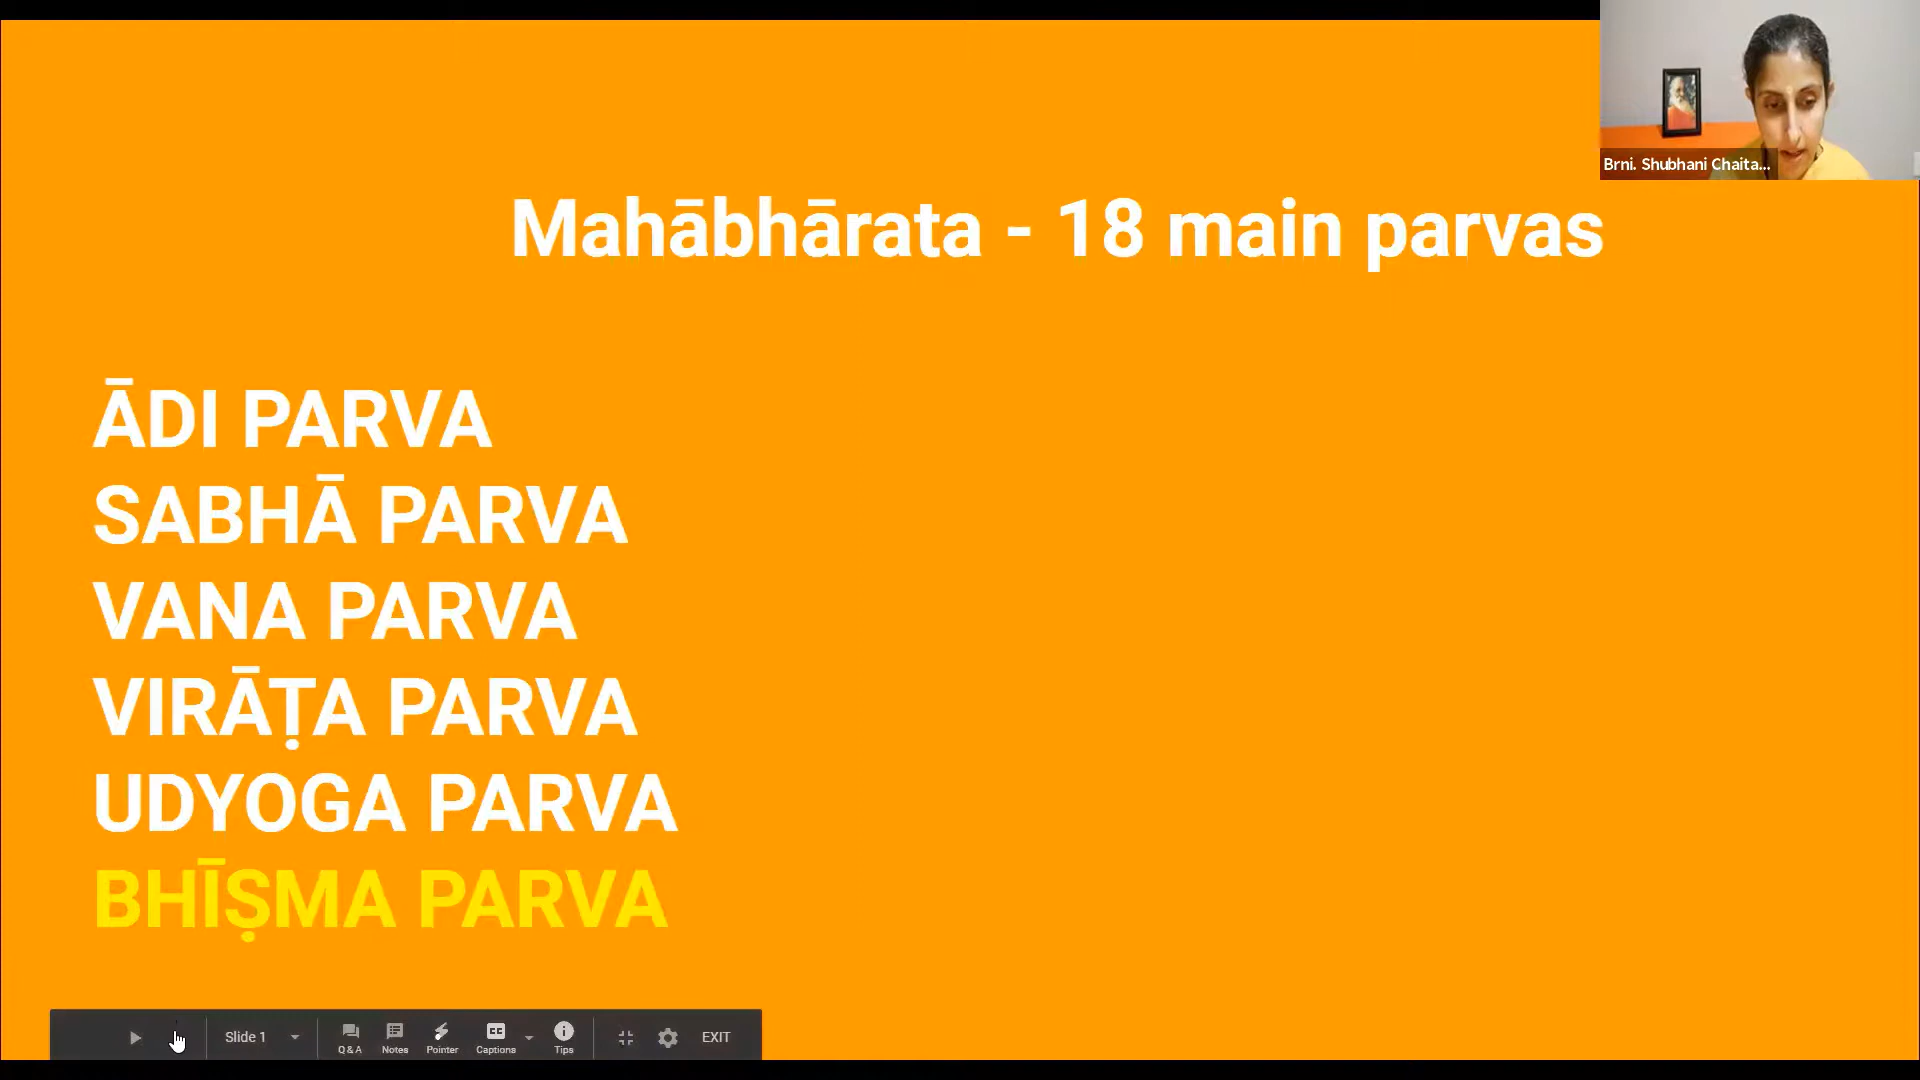 Brni. Shubhani Chaita...
Mahābhārata - 18 main parvas
ĀDI PARVA
SABHĀ PARVA
VANA PARVA
VIRĀṬA PARVA
UDYOGA PARVA
BHĪṢMA PARVA
Slide 1
Q & A
Notes
Pointer
CC
Captions
Tips
EXIT